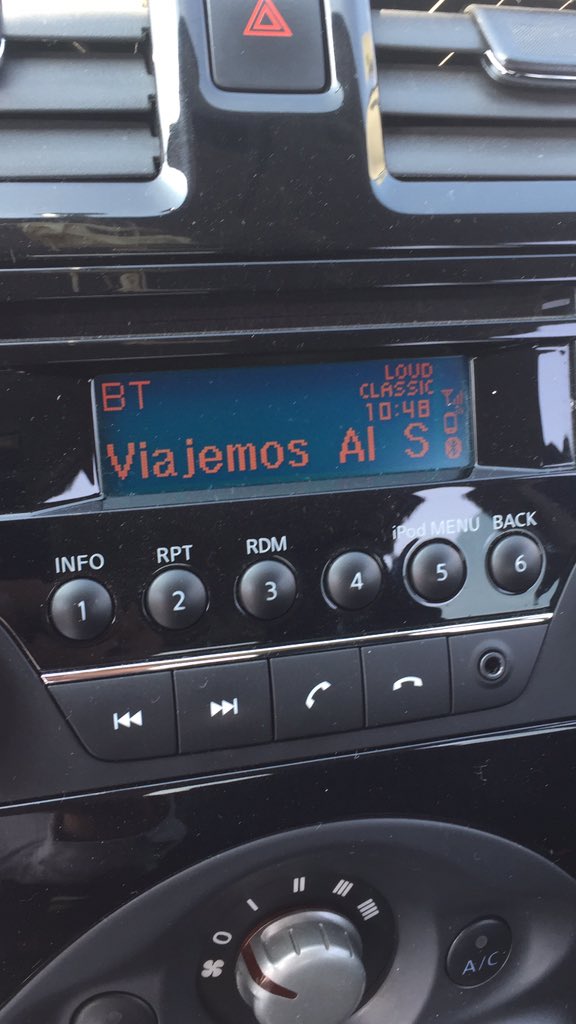 BT
LOUD
CLASSIC
10:48
Viajemos Al S
INFO RPT RDM iPod MENU BACK
1 2 3 4 5 6
0
A/C